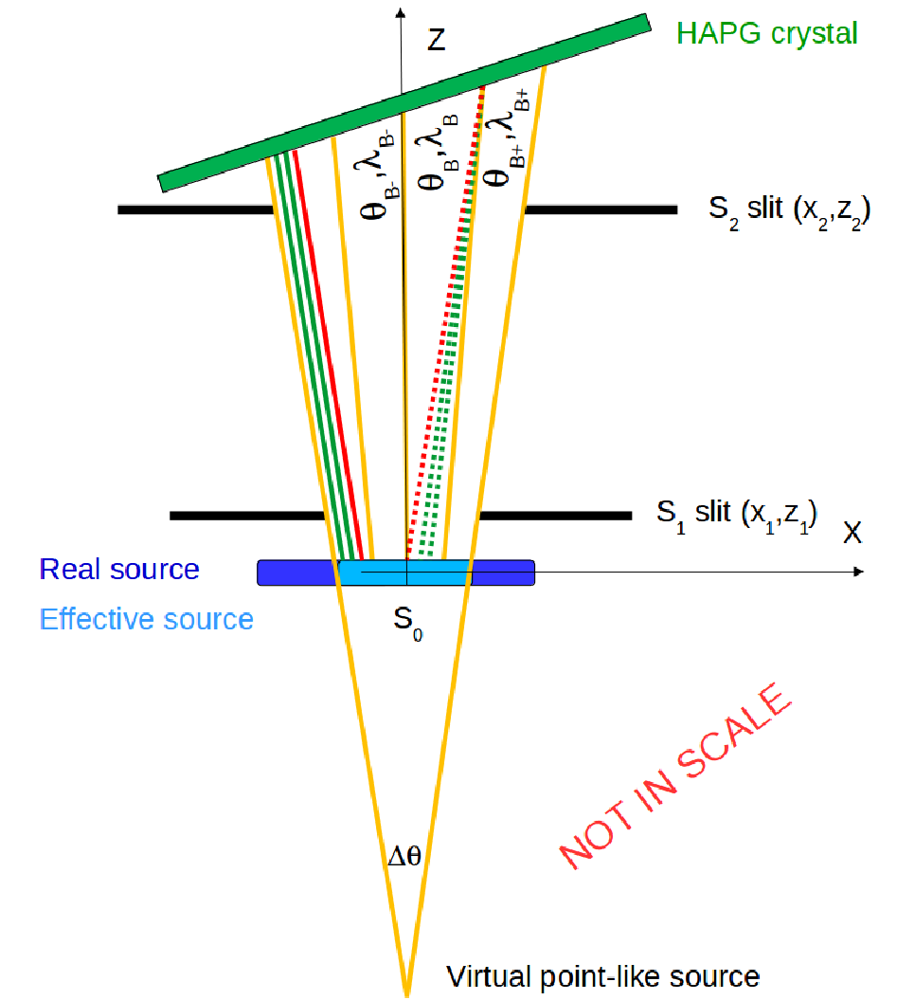 HAPG crystal
Z
θB-,λB-
θB,λB
θB+,λB+
S2 slit (x2,z2)
S1 slit (x1,z1)
X
Real source
Effective source
S0
NOT IN SCALE
Δθ
Virtual point-like source